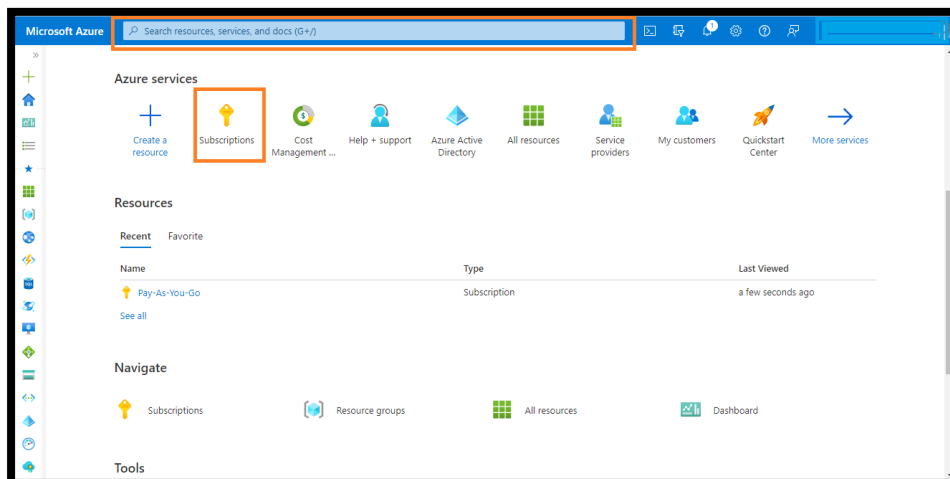 Microsoft Azure
Search resources, services, and docs (G+/)
1
Azure services
Create a resource
Subscriptions
Cost Management ...
Help + support
Azure Active Directory
All resources
Service providers
My customers
Quickstart Center
More services
Resources
Recent Favorite
Name Type Last Viewed
Pay-As-You-Go Subscription a few seconds ago
See all
Navigate
Subscriptions Resource groups All resources Dashboard
Tools